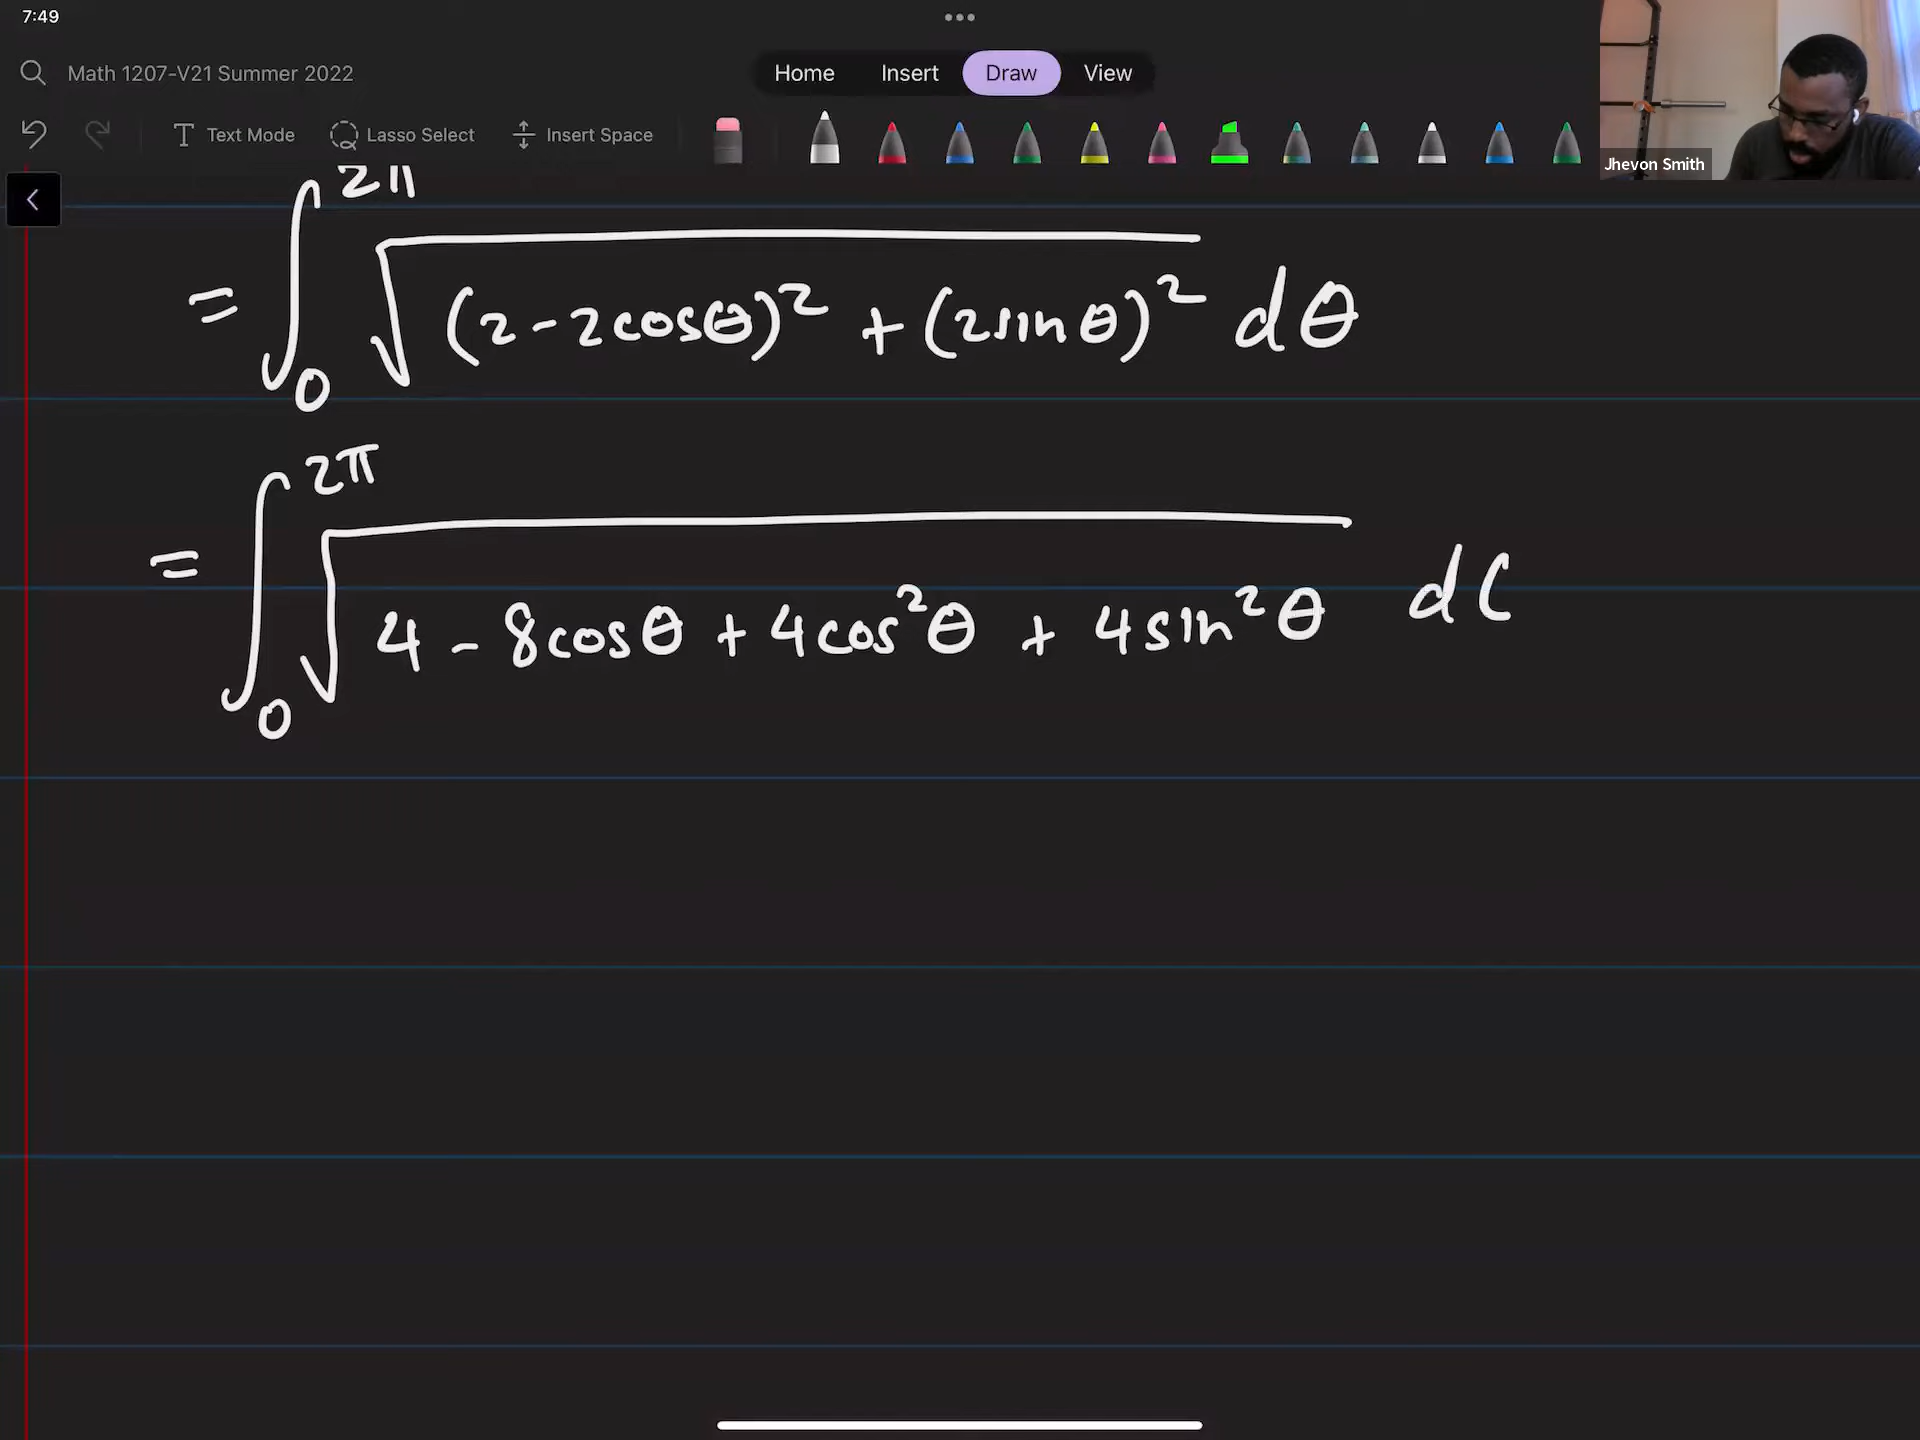 7:49
Math 1207-V21 Summer 2022
Home Insert Draw View
Text Mode Lasso Select Insert Space
Jhevon Smith
= ∫₀^2π √((2-2cosθ)² + (2sinθ)²) dθ
= ∫₀^2π √(4 - 8cosθ + 4cos²θ + 4sin²θ) d(